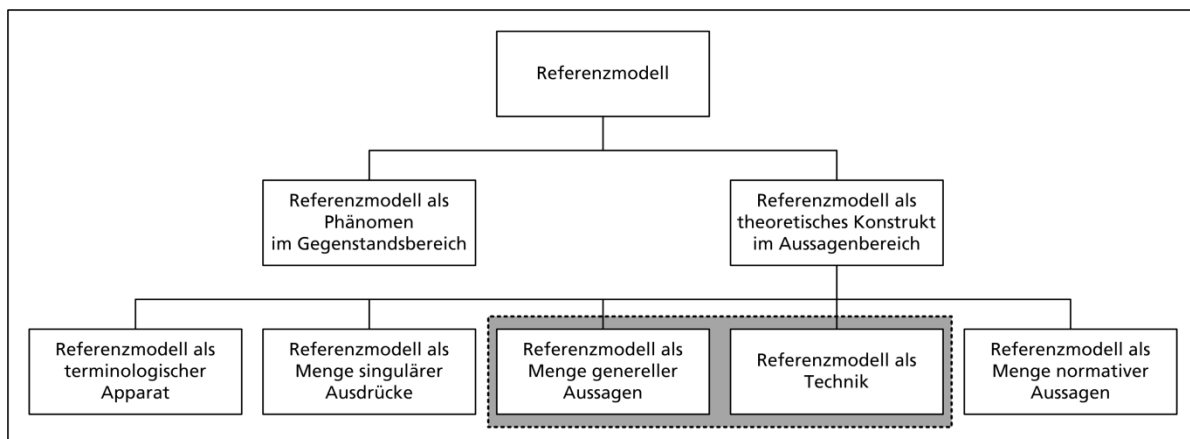 Referenzmodell
Referenzmodell als
Phänomen
im Gegenstandsbereich
Referenzmodell als
theoretisches Konstrukt
im Aussagenbereich
Referenzmodell als
terminologischer
Apparat
Referenzmodell als
Menge singulärer
Ausdrücke
Referenzmodell als
Menge genereller
Aussagen
Referenzmodell als
Technik
Referenzmodell als
Menge normativer
Aussagen